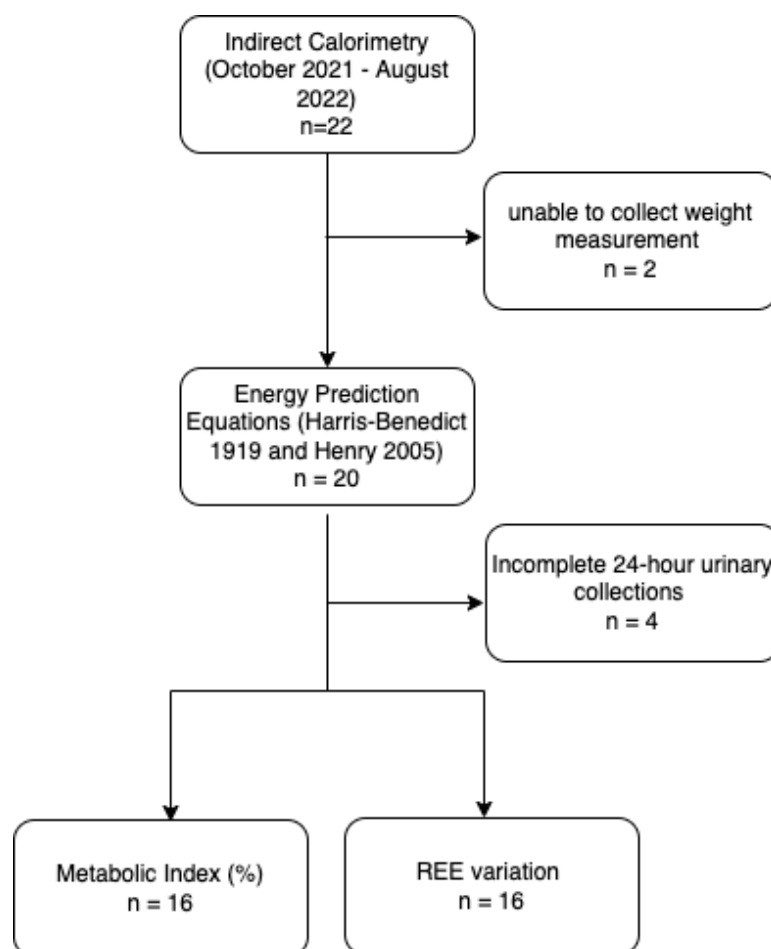 Indirect Calorimetry
(October 2021 - August
2022)
n=22
unable to collect weight
measurement
n = 2
Energy Prediction
Equations (Harris-Benedict
1919 and Henry 2005)
n = 20
Incomplete 24-hour urinary
collections
n = 4
Metabolic Index (%)
n = 16
REE variation
n = 16